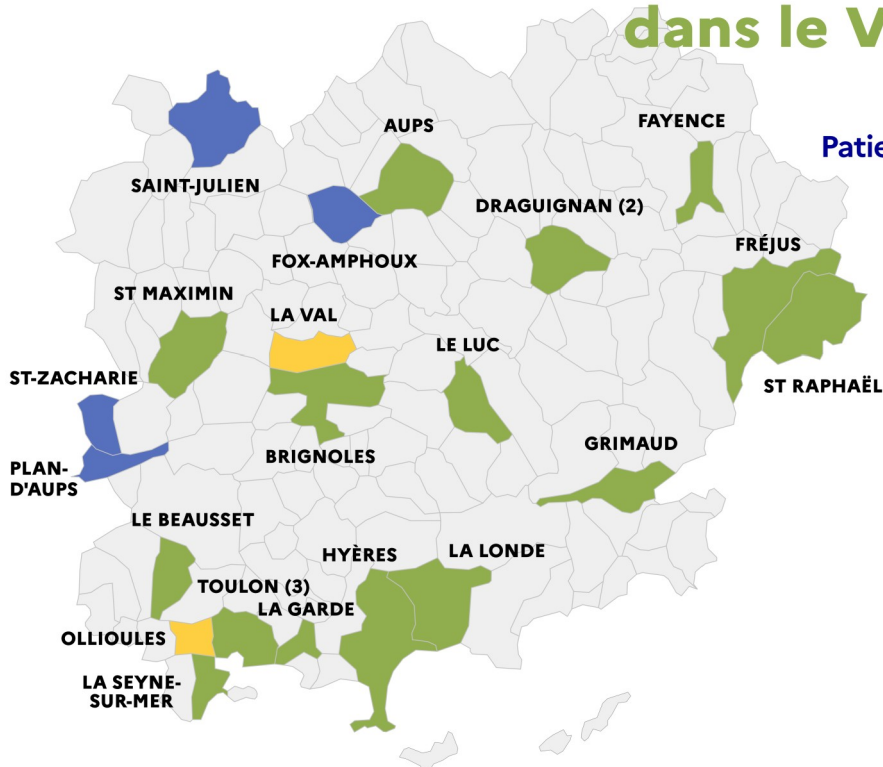 dans le V
Patie
AUPS
FAYENCE
SAINT-JULIEN
DRAGUIGNAN (2)
FOX-AMPHOUX
FRÉJUS
ST MAXIMIN
LA VAL
LE LUC
ST-ZACHARIE
ST RAPHAËL
GRIMAUD
BRIGNOLES
PLAN-
D'AUPS
LE BEAUSSET
HYÈRES
LA LONDE
TOULON (3)
LA GARDE
OLLIOULES
LA SEYNE-
SUR-MER